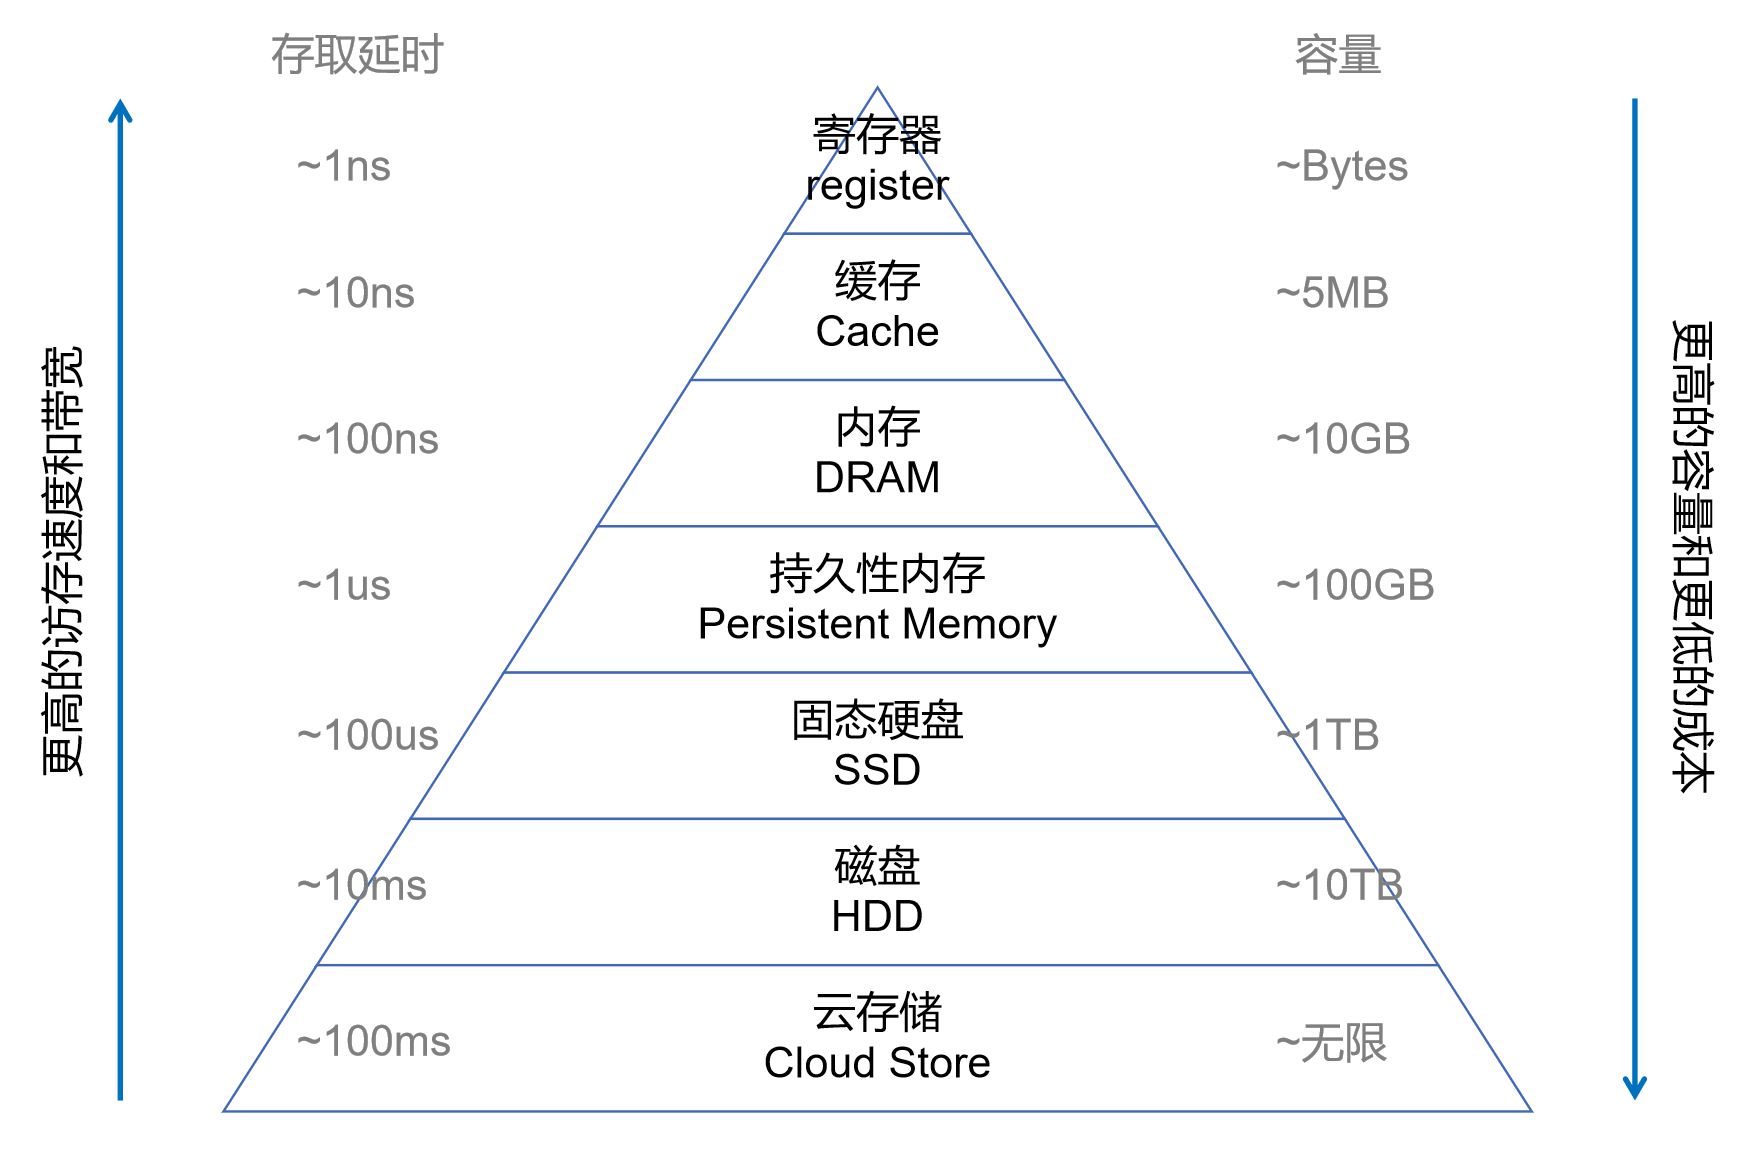 存取延时
容量
寄存器
register
~1ns
~Bytes
缓存
Cache
~10ns
~5MB
内存
DRAM
~100ns
~10GB
持久性内存
Persistent Memory
~1us
~100GB
固态硬盘
SSD
~100us
~1TB
磁盘
HDD
~10ms
~10TB
云存储
Cloud Store
~100ms
~无限
更高的访存速度和带宽
更高的容量和更低的成本